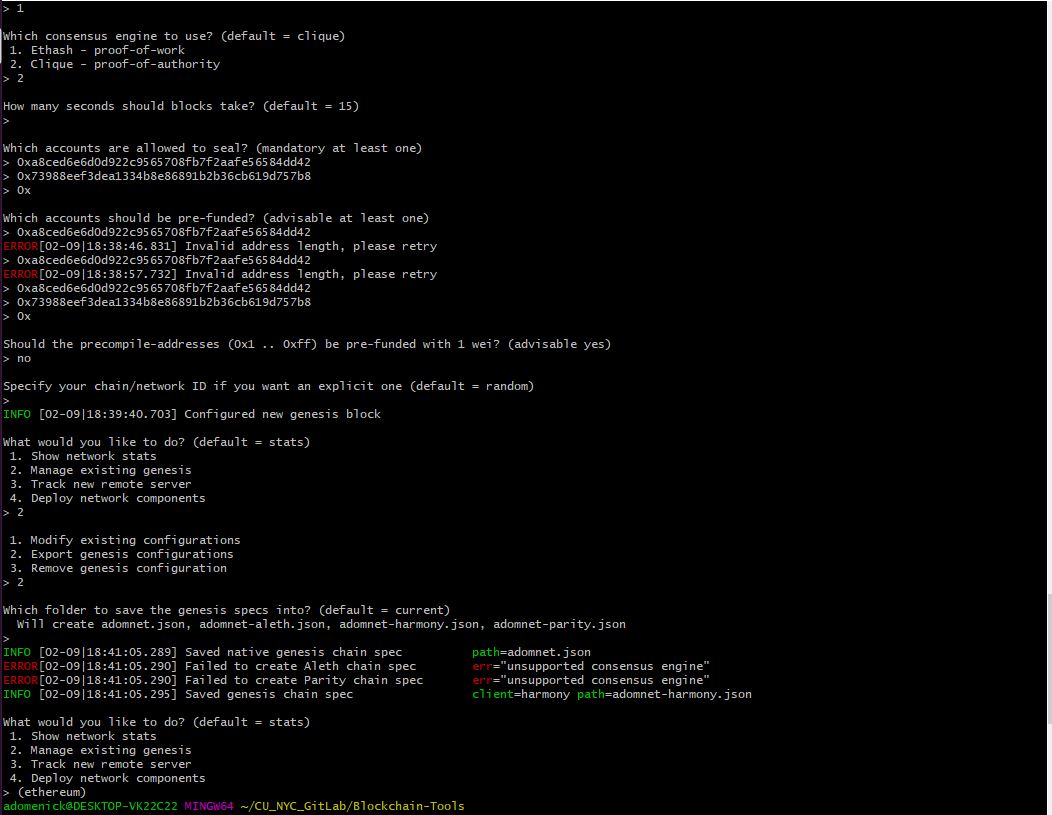 > 1
Which consensus engine to use? (default = clique)
1. Ethash - proof-of-work
2. Clique - proof-of-authority
> 2
How many seconds should blocks take? (default = 15)
>
Which accounts are allowed to seal? (mandatory at least one)
> 0xa8ced6e6d0d922c9565708fb7f2aafe56584dd42
> 0x73988eef3dea1334b8e86891b2b36cb619d757b8
> 0x
Which accounts should be pre-funded? (advisable at least one)
> 0xa8ced6e6d0d922c9565708fb7f2aafe56584dd42
ERROR[02-09|18:38:46.831] Invalid address length, please retry
> 0xa8ced6e6d0d922c9565708fb7f2aafe56584dd42
ERROR[02-09|18:38:57.732] Invalid address length, please retry
> 0xa8ced6e6d0d922c9565708fb7f2aafe56584dd42
> 0x73988eef3dea1334b8e86891b2b36cb619d757b8
> 0x
Should the precompile-addresses (0x1 .. 0xff) be pre-funded with 1 wei? (advisable yes)
> no
Specify your chain/network ID if you want an explicit one (default = random)
>
INFO [02-09|18:39:40.703] Configured new genesis block
What would you like to do? (default = stats)
1. Show network stats
2. Manage existing genesis
3. Track new remote server
4. Deploy network components
> 2
1. Modify existing configurations
2. Export genesis configurations
3. Remove genesis configuration
> 2
Which folder to save the genesis specs into? (default = current)
Will create adomnet.json, adomnet-aleth.json, adomnet-harmony.json, adomnet-parity.json
>
INFO [02-09|18:41:05.289] Saved native genesis chain spec path=adomnet.json
ERROR[02-09|18:41:05.290] Failed to create Aleth chain spec err="unsupported consensus engine"
ERROR[02-09|18:41:05.290] Failed to create Parity chain spec err="unsupported consensus engine"
INFO [02-09|18:41:05.295] Saved genesis chain spec client=harmony path=adomnet-harmony.json
What would you like to do? (default = stats)
1. Show network stats
2. Manage existing genesis
3. Track new remote server
4. Deploy network components
> (ethereum)
adomenick@DESKTOP-VK22C22 MINGW64 ~/CU_NYC_GitLab/Blockchain-Tools